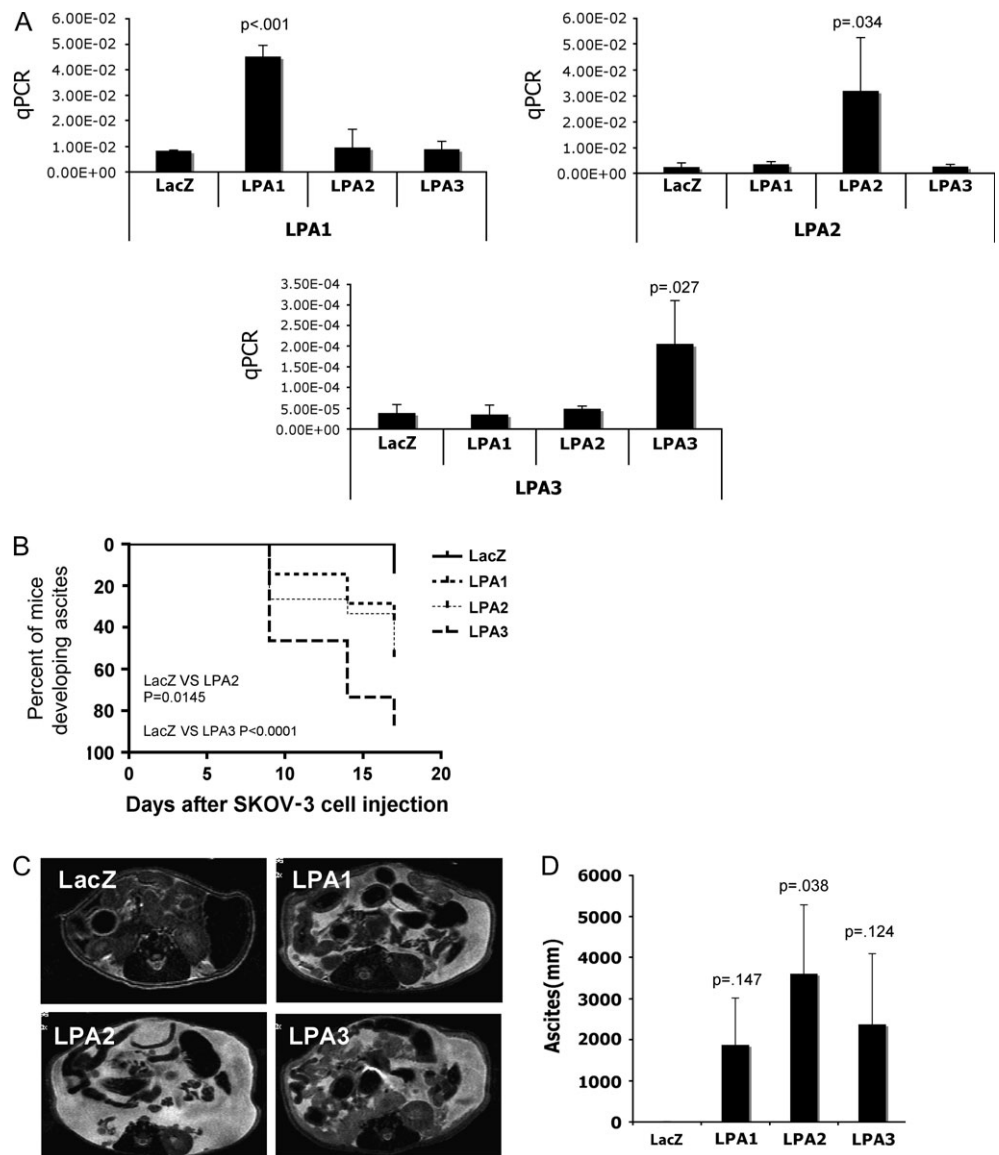 A
qPCR
6.00E-02
5.00E-02
4.00E-02
3.00E-02
2.00E-02
1.00E-02
0.00E+00
p<.001
LacZ LPA1 LPA2 LPA3
LPA1
qPCR
6.00E-02
5.00E-02
4.00E-02
3.00E-02
2.00E-02
1.00E-02
0.00E+00
p=.034
LacZ LPA1 LPA2 LPA3
LPA2
qPCR
3.50E-04
3.00E-04
2.50E-04
2.00E-04
1.50E-04
1.00E-04
5.00E-05
0.00E+00
p=.027
LacZ LPA1 LPA2 LPA3
LPA3
B
Percent of mice
developing ascites
0
20
40
60
80
100
LacZ
LPA1
LPA2
LPA3
LacZ VS LPA2
P=0.0145
LacZ VS LPA3 P<0.0001
0 5 10 15 20
Days after SKOV-3 cell injection
C
LacZ
LPA1
LPA2
LPA3
D
Ascites(mm)
6000
5000
4000
3000
2000
1000
0
p=.147
p=.038
p=.124
LacZ LPA1 LPA2 LPA3